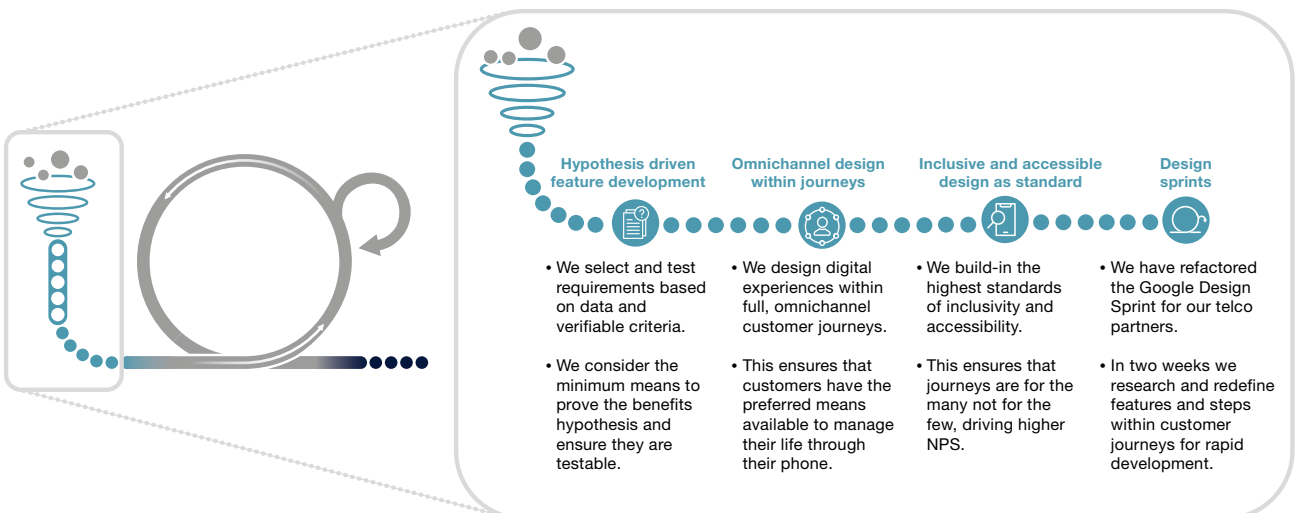 Hypothesis driven
feature development
• We select and test
requirements based
on data and
verifiable criteria.
• We consider the
minimum means to
prove the benefits
hypothesis and
ensure they are
testable.
Omnichannel design
within journeys
• We design digital
experiences within
full, omnichannel
customer journeys.
• This ensures that
customers have the
preferred means
available to manage
their life through
their phone.
Inclusive and accessible
design as standard
• We build-in the
highest standards
of inclusivity and
accessibility.
• This ensures that
journeys are for the
many not for the
few, driving higher
NPS.
Design
sprints
• We have refactored
the Google Design
Sprint for our telco
partners.
• In two weeks we
research and redefine
features and steps
within customer
journeys for rapid
development.